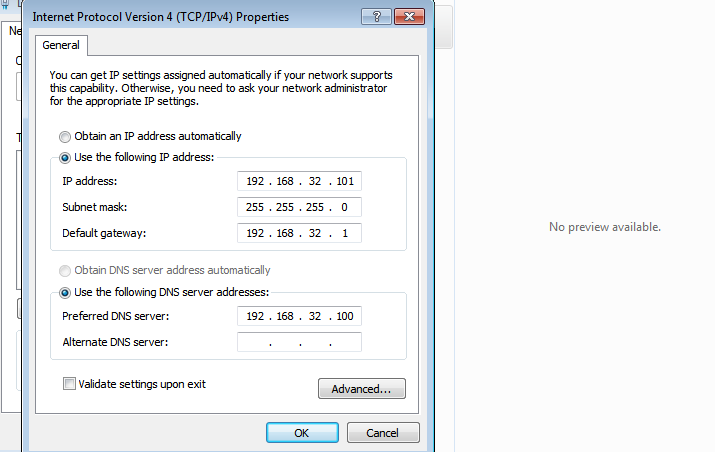 Internet Protocol Version 4 (TCP/IPv4) Properties
?
General
You can get IP settings assigned automatically if your network supports
this capability. Otherwise, you need to ask your network administrator
for the appropriate IP settings.
Obtain an IP address automatically
Use the following IP address:
IP address: 192 . 168 . 32 . 101
Subnet mask: 255 . 255 . 255 . 0
Default gateway: 192 . 168 . 32 . 1
Obtain DNS server address automatically
Use the following DNS server addresses:
Preferred DNS server: 192 . 168 . 32 . 100
Alternate DNS server: . . .
Validate settings upon exit
Advanced...
OK Cancel
No preview available.